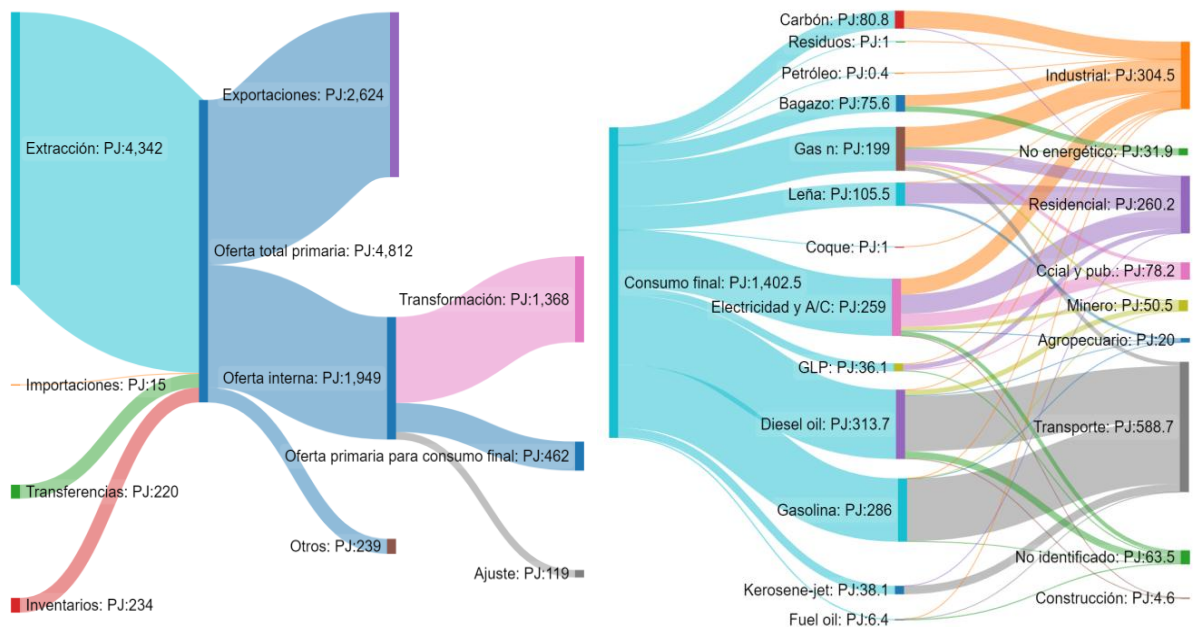 Exportaciones: PJ:2,624
Extracción: PJ:4,342
Oferta total primaria: PJ:4,812
Transformación: PJ:1,368
Oferta interna: PJ:1,949
Importaciones: PJ:15
Oferta primaria para consumo final: PJ:462
Transferencias: PJ:220
Otros: PJ:239
Ajuste: PJ:119
Inventarios: PJ:234
Carbón: PJ:80.8
Residuos: PJ:1
Petróleo: PJ:0.4
Bagazo: PJ:75.6
Gas n: PJ:199
Leña: PJ:105.5
Coque: PJ:1
Consumo final: PJ:1,402.5
Electricidad y A/C: PJ:259
GLP: PJ:36.1
Diesel oil: PJ:313.7
Gasolina: PJ:286
Kerosene-jet: PJ:38.1
Fuel oil: PJ:6.4
Industrial: PJ:304.5
No energético: PJ:31.9
Residencial: PJ:260.2
Ccial y pub.: PJ:78.2
Minero: PJ:50.5
Agropecuario: PJ:20
Transporte: PJ:588.7
No identificado: PJ:63.5
Construcción: PJ:4.6